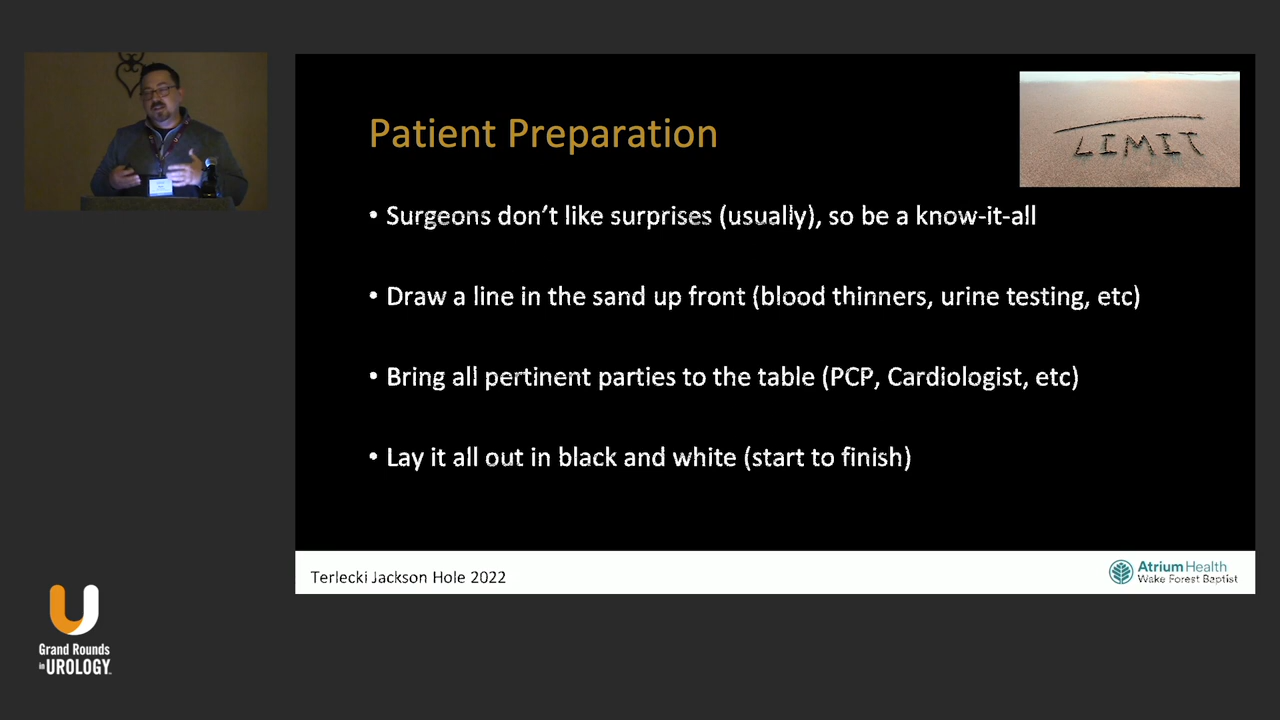 Patient Preparation
LIMIT
• Surgeons don’t like surprises (usually), so be a know-it-all
• Draw a line in the sand up front (blood thinners, urine testing, etc)
• Bring all pertinent parties to the table (PCP, Cardiologist, etc)
• Lay it all out in black and white (start to finish)
Terlecki Jackson Hole 2022
Atrium Health
Wake Forest Baptist
Grand Rounds
in UROLOGY